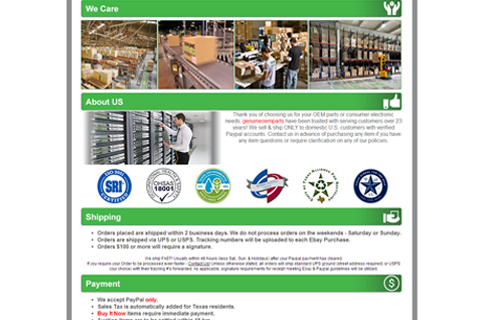 We Care
About US
Thank you of choosing us for your OEM parts or consumer electronic
needs. genuineoemparts have been trusted with serving customers over 23
years! We sell & ship ONLY to domestic U.S. customers with verified
Paypal accounts. Contact us in advance of purchasing any item if you have
any item questions or require clarification on any of our policies.
SRI
CERTIFIED
OHSAS
18001
Shipping
Orders placed are shipped within 2 business days. We do not process orders on the weekends - Saturday or Sunday.
Orders are shipped via UPS or USPS. Tracking numbers will be uploaded to each Ebay Purchase.
Orders $100 or more will require a signature.
We ship FAST! Usually within 48 hours (less Sat, Sun & Holidays) after your Paypal payment has cleared.
If you require your Order to be processed even faster - Contact Us! Unless otherwise stated, all orders will ship standard UPS ground (street address required) or USPS
(our choice) with their tracking #'s forwarded, no applicable, signature requirements for receipt meeting Ebay & Paypal guidelines will be utilized.
Payment
We accept PayPal only.
Sales Tax is automatically added for Texas residents.
Buy It Now items require immediate payment.